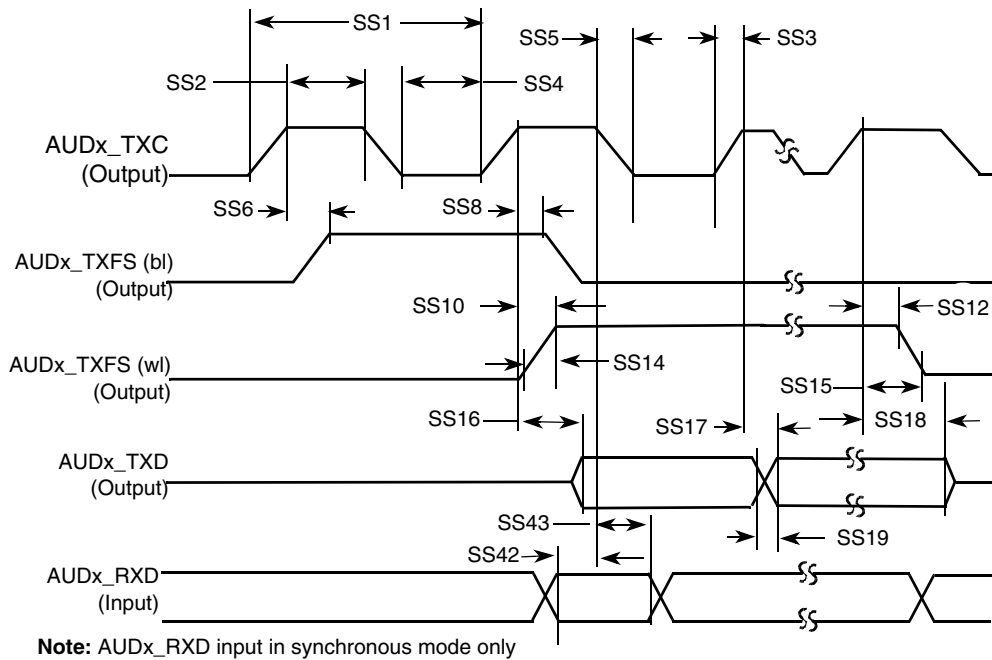 SS1
SS5
SS3
SS2
SS4
AUDx_TXC
(Output)
SS6
SS8
AUDx_TXFS (bl)
(Output)
SS10
SS12
AUDx_TXFS (wl)
(Output)
SS14
SS15
SS16
SS17
SS18
AUDx_TXD
(Output)
SS43
SS19
SS42
AUDx_RXD
(Input)
Note: AUDx_RXD input in synchronous mode only